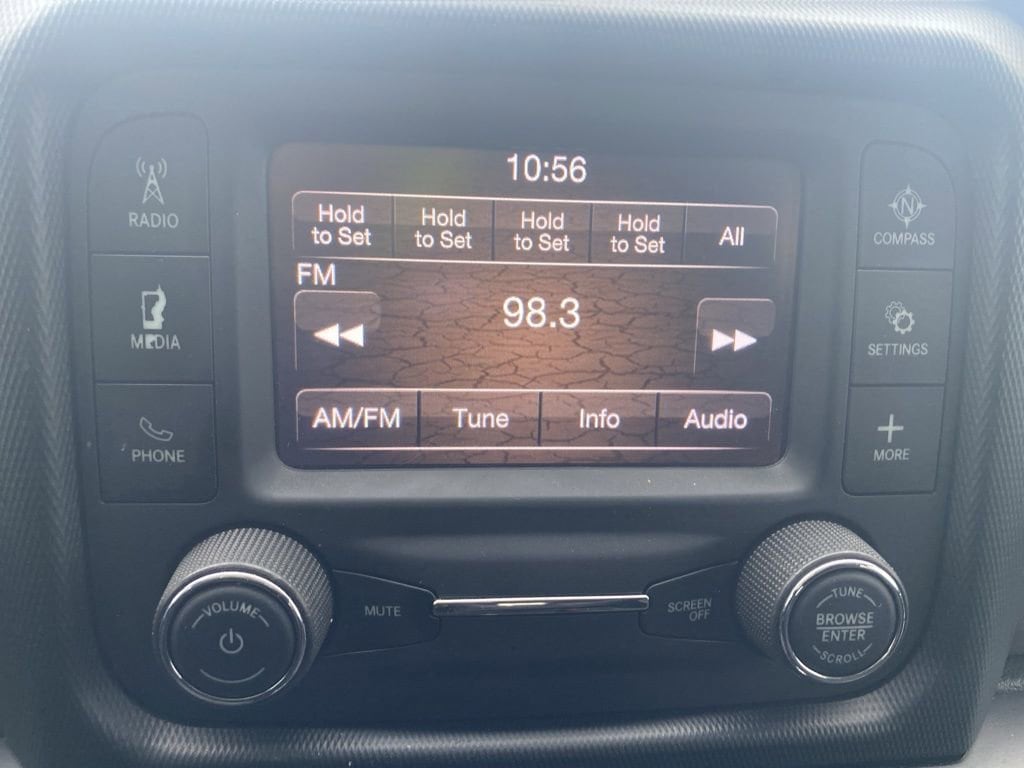 10:56
Hold to Set
Hold to Set
Hold to Set
Hold to Set
All
FM
98.3
AM/FM
Tune
Info
Audio
RADIO
MEDIA
PHONE
N
COMPASS
SETTINGS
MORE
VOLUME
MUTE
SCREEN
OFF
TUNE
BROWSE
ENTER
SCROLL